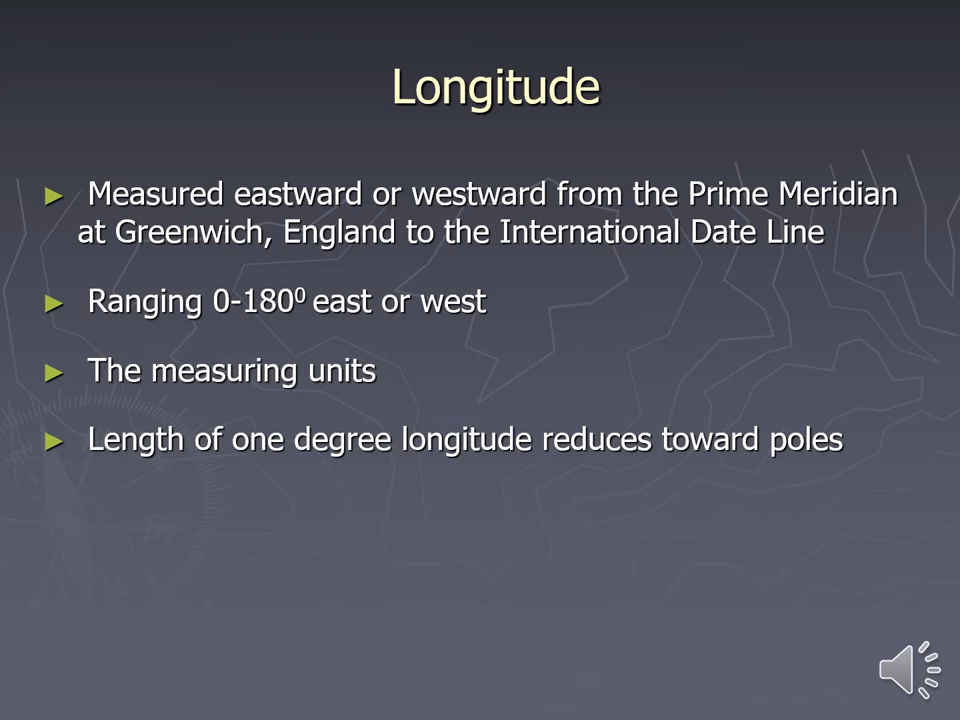 Longitude
► Measured eastward or westward from the Prime Meridian
at Greenwich, England to the International Date Line
► Ranging 0-180⁰ east or west
► The measuring units
► Length of one degree longitude reduces toward poles